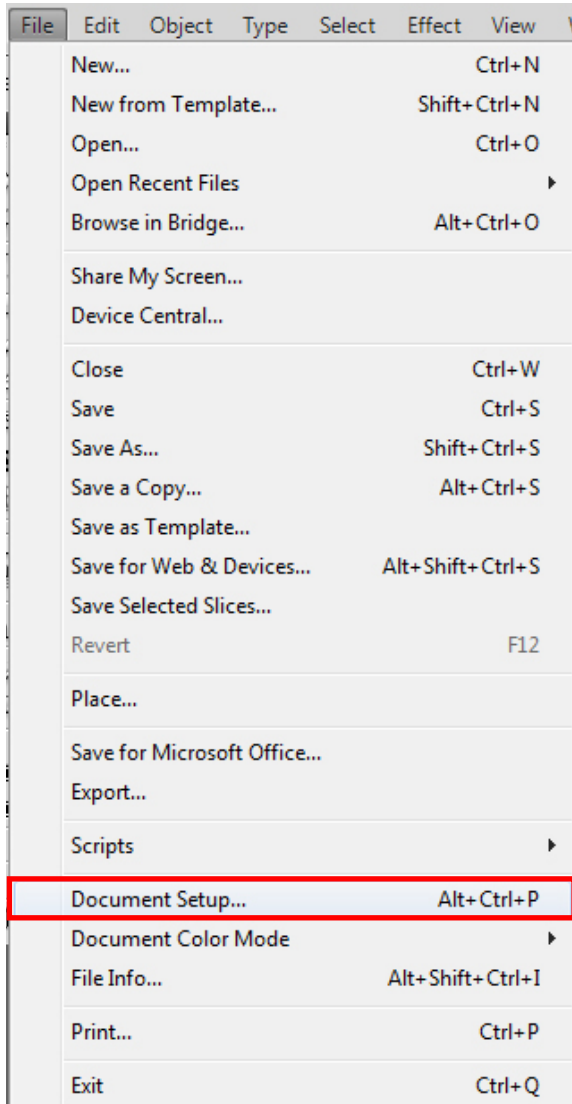 File Edit Object Type Select Effect View
New... Ctrl+N
New from Template... Shift+Ctrl+N
Open... Ctrl+O
Open Recent Files
Browse in Bridge... Alt+Ctrl+O
Share My Screen...
Device Central...
Close Ctrl+W
Save Ctrl+S
Save As... Shift+Ctrl+S
Save a Copy... Alt+Ctrl+S
Save as Template...
Save for Web & Devices... Alt+Shift+Ctrl+S
Save Selected Slices...
Revert F12
Place...
Save for Microsoft Office...
Export...
Scripts
Document Setup... Alt+Ctrl+P
Document Color Mode
File Info... Alt+Shift+Ctrl+I
Print... Ctrl+P
Exit Ctrl+Q